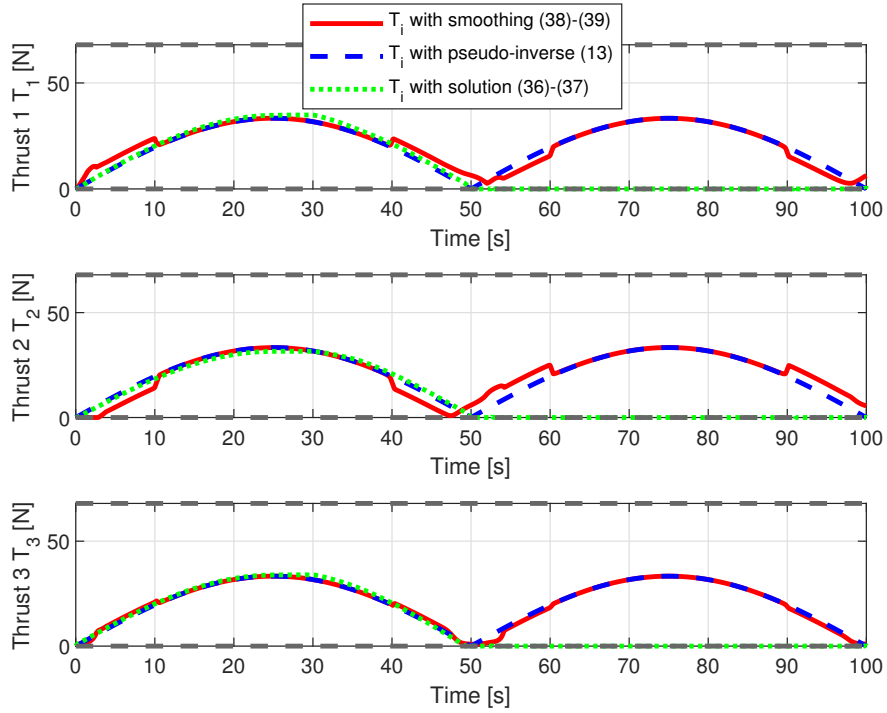 T_i with smoothing (38)-(39)
T_i with pseudo-inverse (13)
T_i with solution (36)-(37)
Thrust 1 T_1 [N]
50
0
0 10 20 30 40 50 60 70 80 90 100
Time [s]
Thrust 2 T_2 [N]
50
0
0 10 20 30 40 50 60 70 80 90 100
Time [s]
Thrust 3 T_3 [N]
50
0
0 10 20 30 40 50 60 70 80 90 100
Time [s]